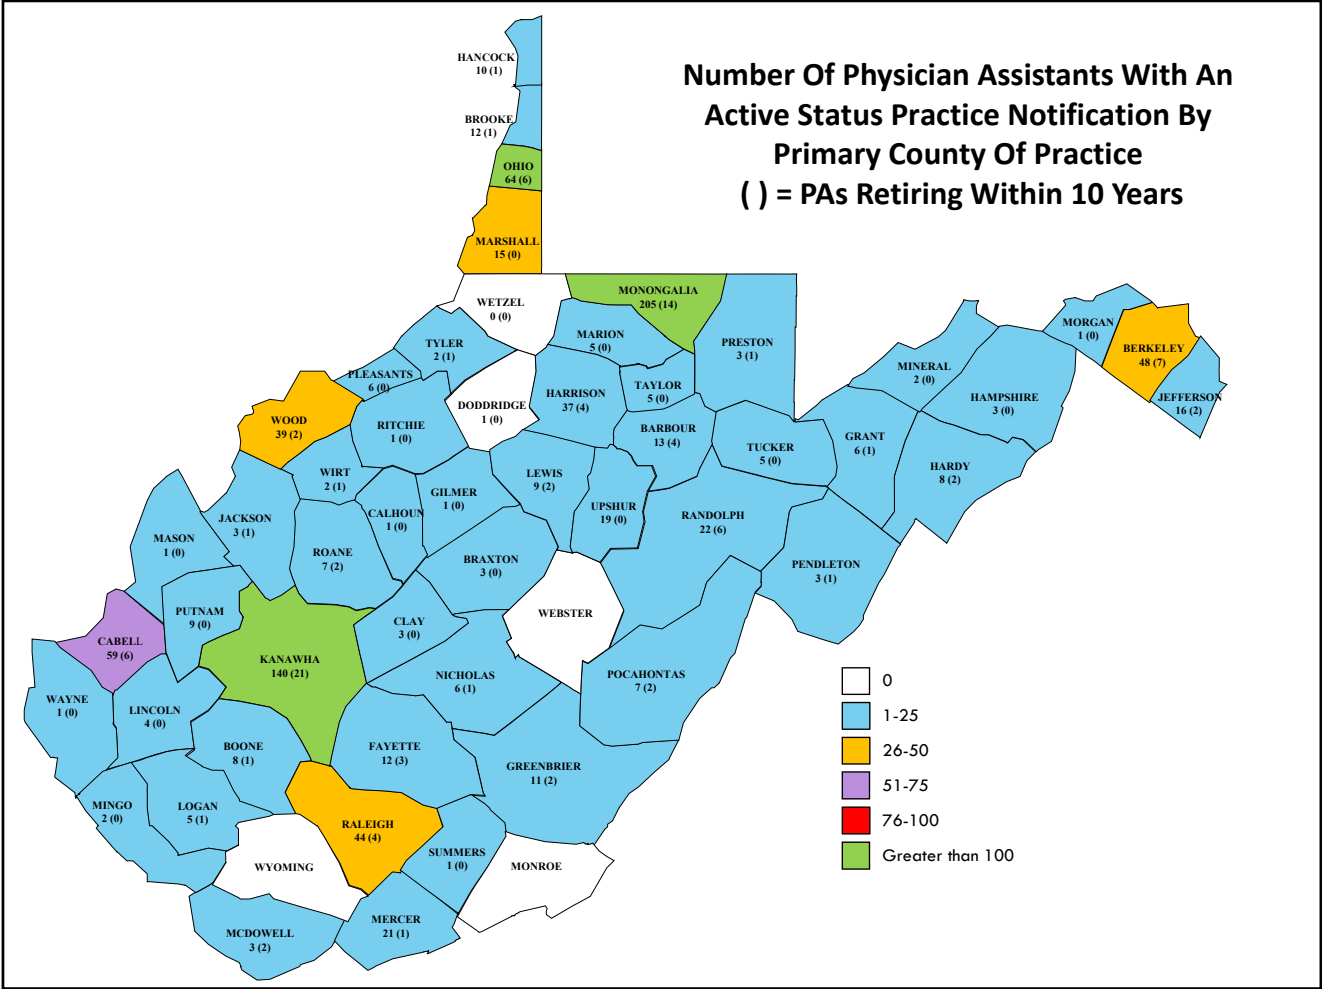 Number Of Physician Assistants With An
Active Status Practice Notification By
Primary County Of Practice
( ) = PAs Retiring Within 10 Years
HANCOCK
10 (1)
BROOKE
12 (1)
OHIO
64 (6)
MARSHALL
15 (0)
WETZEL
0 (0)
MONONGALIA
205 (14)
MARION
5 (0)
PRESTON
3 (1)
TYLER
2 (1)
PLEASANTS
6 (0)
DODDRIDGE
1 (0)
HARRISON
37 (4)
TAYLOR
5 (0)
MINERAL
2 (0)
MORGAN
1 (0)
BERKELEY
48 (7)
JEFFERSON
16 (2)
HAMPSHIRE
3 (0)
WOOD
39 (2)
RITCHIE
1 (0)
BARBOUR
13 (4)
TUCKER
5 (0)
GRANT
6 (1)
HARDY
8 (2)
WIRT
2 (1)
GILMER
1 (0)
LEWIS
9 (2)
UPSHUR
19 (0)
RANDOLPH
22 (6)
CALHOUN
1 (0)
JACKSON
3 (1)
MASON
1 (0)
ROANE
7 (2)
BRAXTON
3 (0)
PENDLETON
3 (1)
PUTNAM
9 (0)
CLAY
3 (0)
WEBSTER
CABELL
59 (6)
KANAWHA
140 (21)
NICHOLAS
6 (1)
POCAHONTAS
7 (2)
WAYNE
1 (0)
LINCOLN
4 (0)
BOONE
8 (1)
FAYETTE
12 (3)
GREENBRIER
11 (2)
MINGO
2 (0)
LOGAN
5 (1)
RALEIGH
44 (4)
SUMMERS
1 (0)
WYOMING
MONROE
MCDOWELL
3 (2)
MERCER
21 (1)
0
1-25
26-50
51-75
76-100
Greater than 100